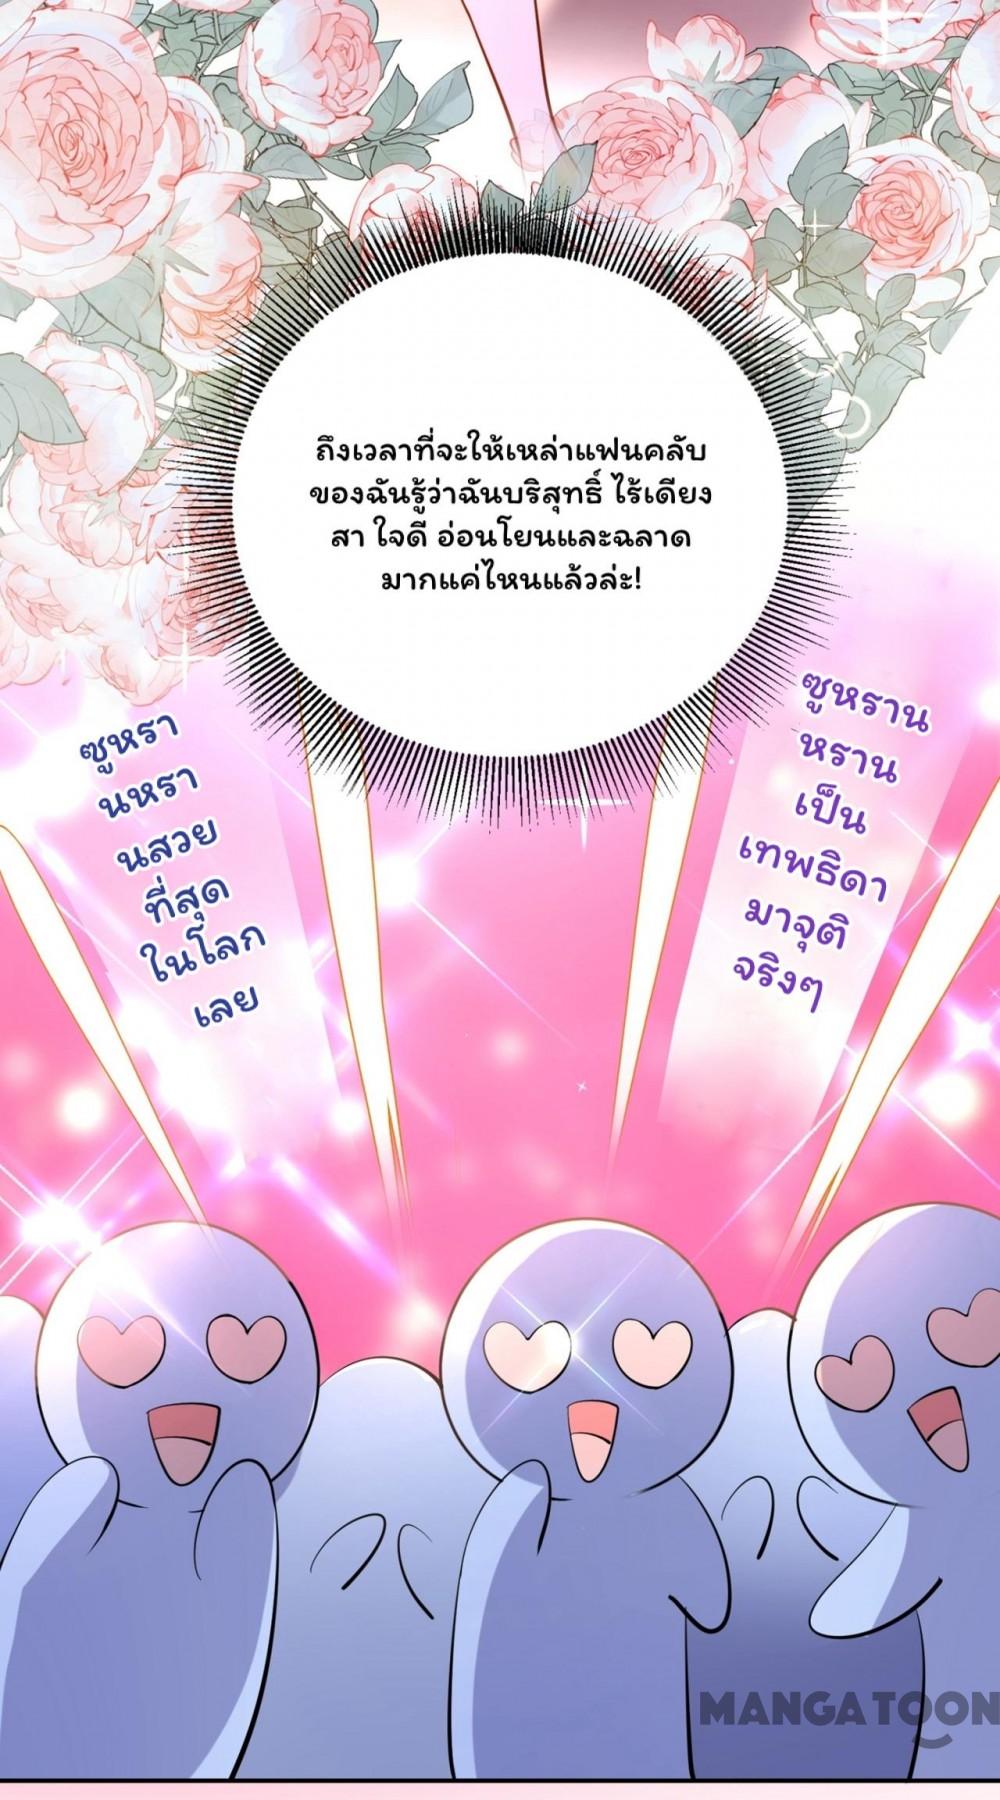 ถึงเวลาที่จะให้เหล่าแฟนคลับ
ของฉันรู้ว่าฉันบริสุทธิ์ ไร้เดียง
สา ใจดี อ่อนโยนและฉลาด
มากแค่ไหนแล้วล่ะ!
ซูหรา
นหรา
นสวย
ที่สุด
ในโลก
เลย
ซูหราน
หราน
เป็น
เทพธิดา
มาจุติ
จริงๆ
MANGATOON